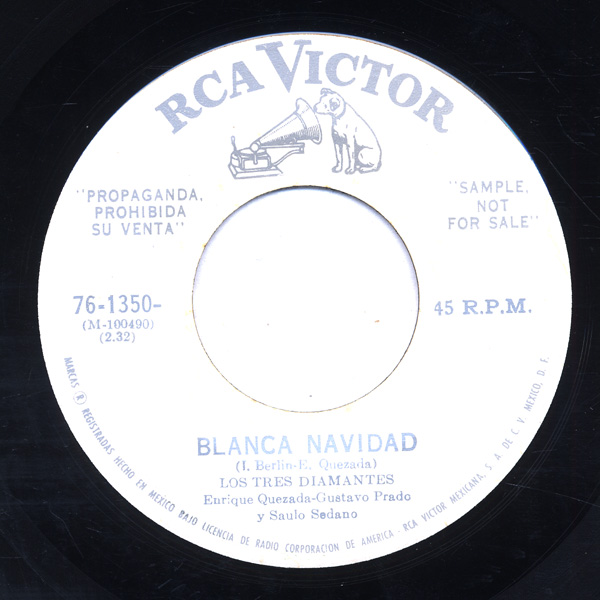 RCA VICTOR
"PROPAGANDA,
PROHIBIDA
SU VENTA"
"SAMPLE,
NOT
FOR SALE"
76-1350-
(M-100490)
(2.32)
45 R.P.M.
BLANCA NAVIDAD
(I. Berlin-E. Quezada)
LOS TRES DIAMANTES
Enrique Quezada-Gustavo Prado
y Saulo Sedano
MARCAS ® REGISTRADAS HECHO EN MEXICO BAJO LICENCIA DE RADIO CORPORACION DE AMERICA - RCA VICTOR MEXICANA, S. A. DE C. V. MEXICO, D. F.